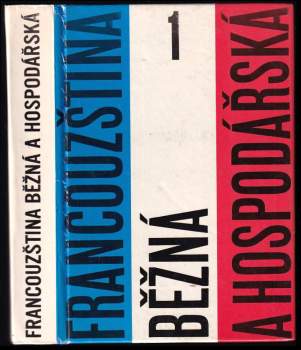 FRANCOUZŠTINA BĚŽNÁ A HOSPODÁŘSKÁ
FRANCOUZŠTINA
1
BĚŽNÁ
A HOSPODÁŘSKÁ